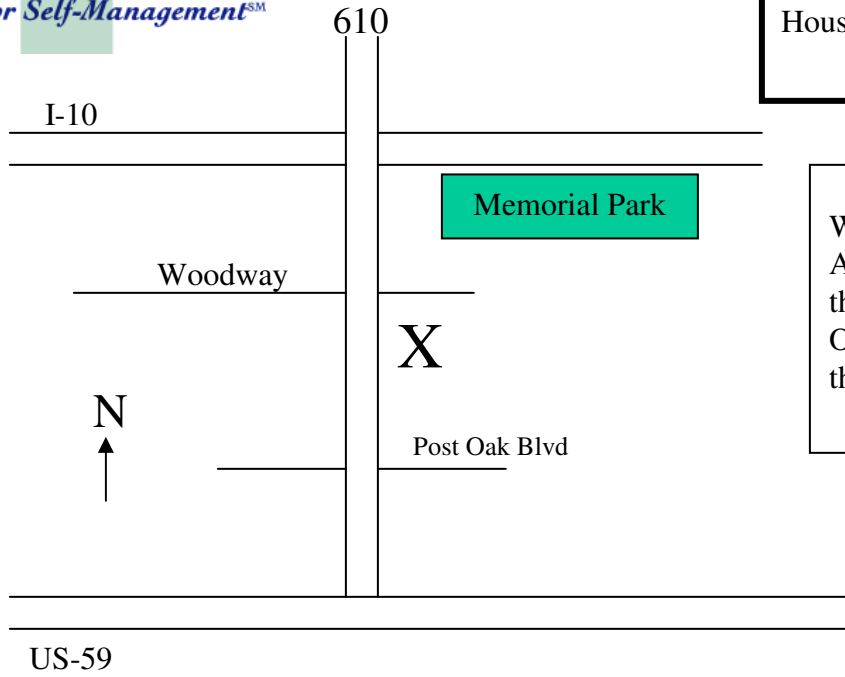 r Self-Management℠
610
Hous
I-10
Memorial Park
Woodway
X
N
Post Oak Blvd
W
A
th
O
th
US-59